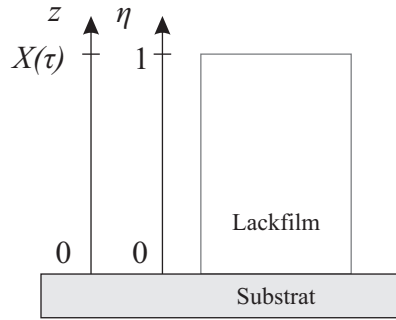 z η
X(τ) 1
Lackfilm
0 0
Substrat